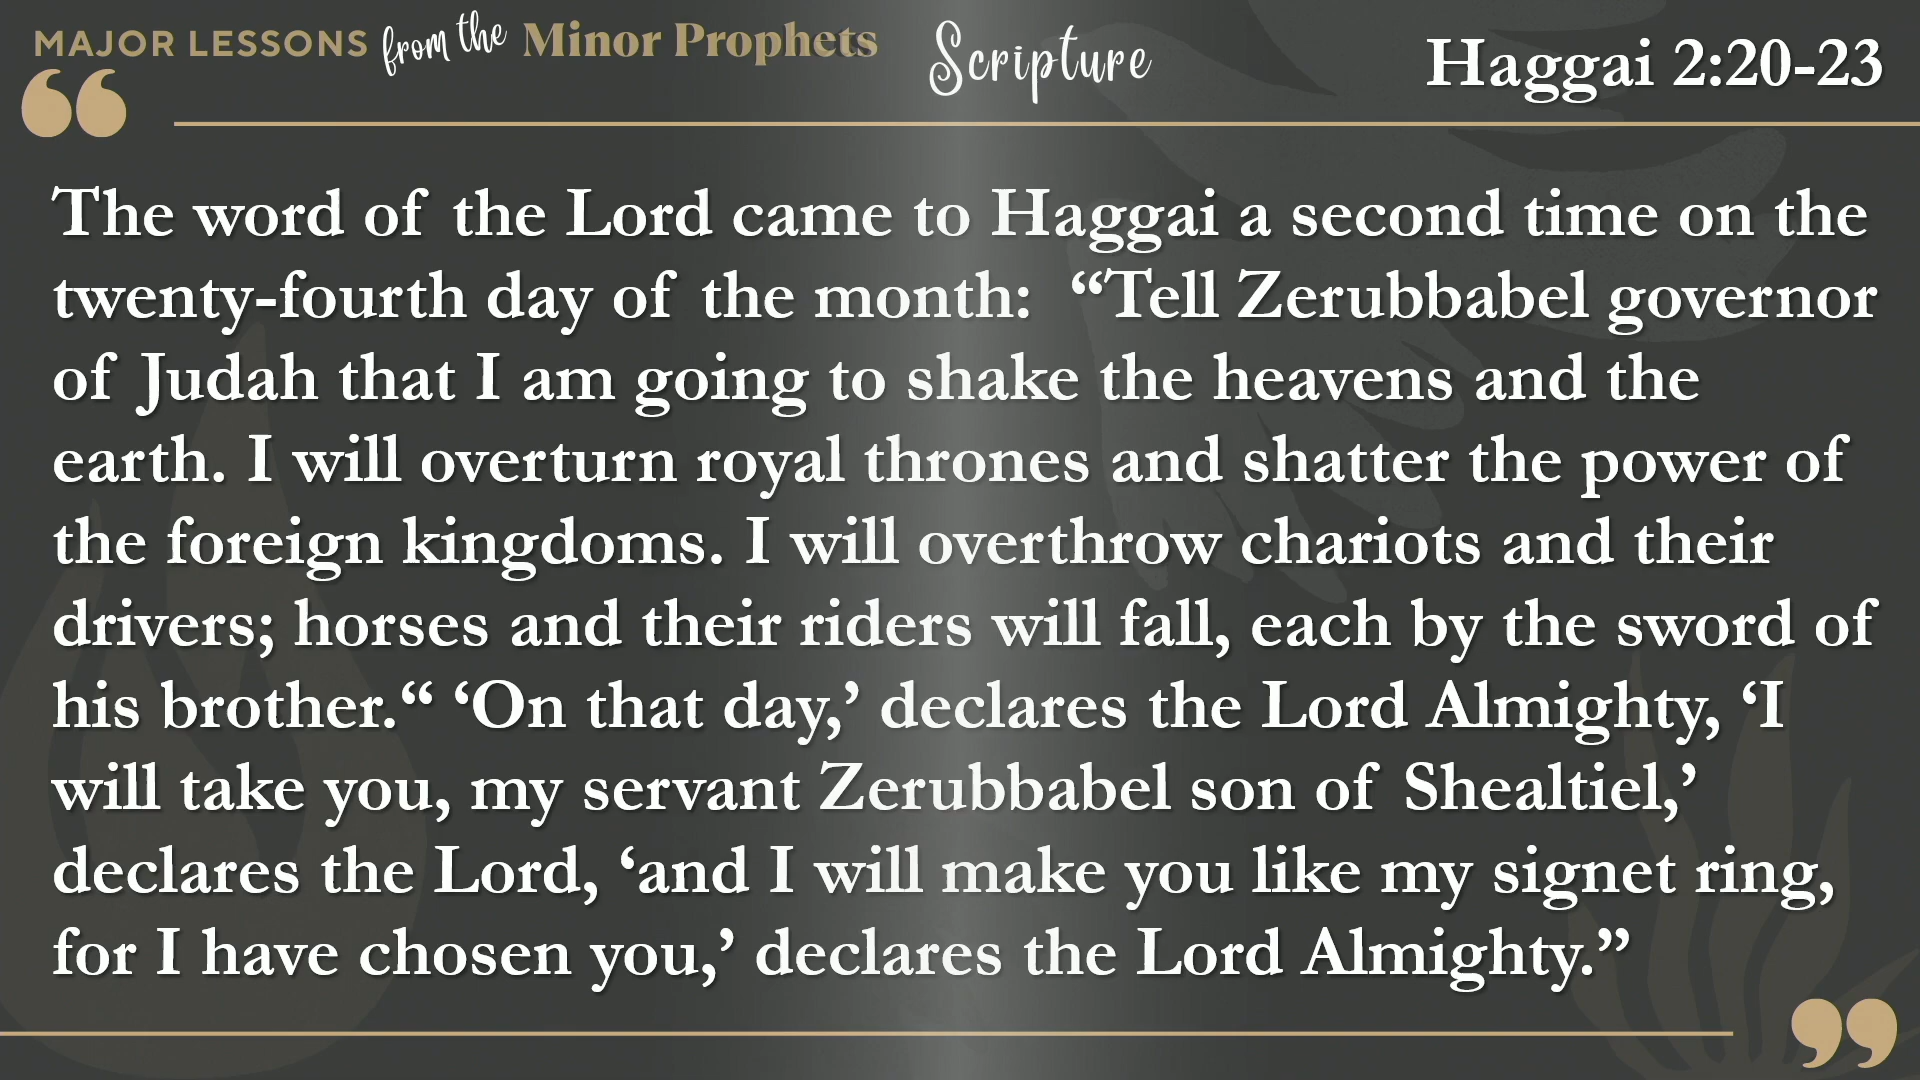 MAJOR LESSONS from the Minor Prophets Scripture Haggai 2:20-23
“
The word of the Lord came to Haggai a second time on the
twenty-fourth day of the month: “Tell Zerubbabel governor
of Judah that I am going to shake the heavens and the
earth. I will overturn royal thrones and shatter the power of
the foreign kingdoms. I will overthrow chariots and their
drivers; horses and their riders will fall, each by the sword of
his brother.“ ‘On that day,’ declares the Lord Almighty, ‘I
will take you, my servant Zerubbabel son of Shealtiel,’
declares the Lord, ‘and I will make you like my signet ring,
for I have chosen you,’ declares the Lord Almighty.”
”